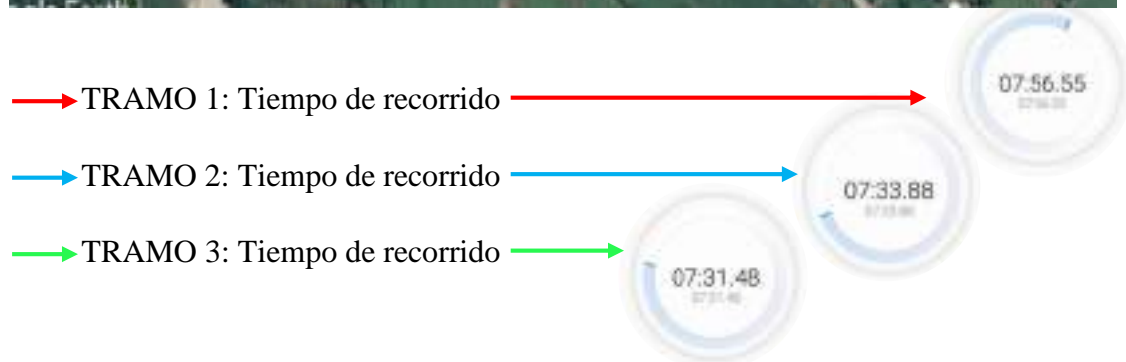 TRAMO 1: Tiempo de recorrido
07:56.55
TRAMO 2: Tiempo de recorrido
07:33.88
TRAMO 3: Tiempo de recorrido
07:31.48